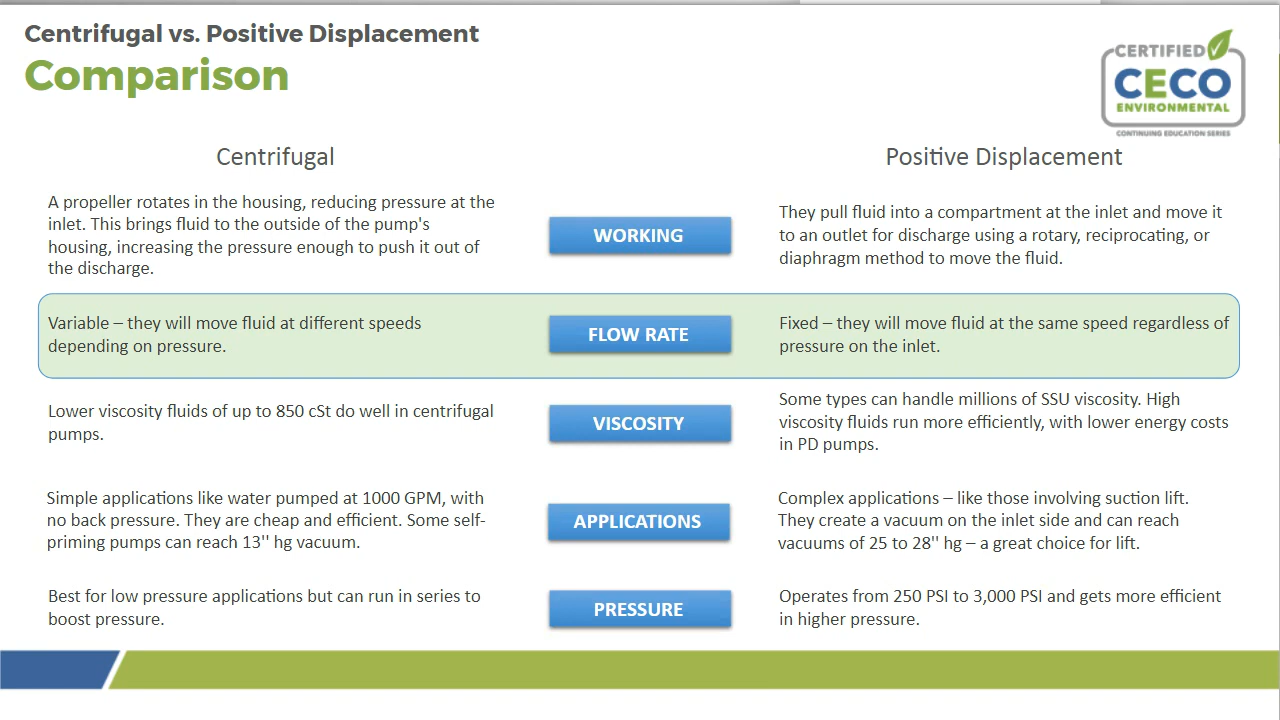 Centrifugal vs. Positive Displacement
Comparison
CERTIFIED
CECO
ENVIRONMENTAL
CONTINUING EDUCATION SERIES
Centrifugal
Positive Displacement
A propeller rotates in the housing, reducing pressure at the
inlet. This brings fluid to the outside of the pump's
housing, increasing the pressure enough to push it out of
the discharge.
WORKING
They pull fluid into a compartment at the inlet and move it
to an outlet for discharge using a rotary, reciprocating, or
diaphragm method to move the fluid.
Variable – they will move fluid at different speeds
depending on pressure.
FLOW RATE
Fixed – they will move fluid at the same speed regardless of
pressure on the inlet.
Lower viscosity fluids of up to 850 cSt do well in centrifugal
pumps.
VISCOSITY
Some types can handle millions of SSU viscosity. High
viscosity fluids run more efficiently, with lower energy costs
in PD pumps.
Simple applications like water pumped at 1000 GPM, with
no back pressure. They are cheap and efficient. Some self-
priming pumps can reach 13'' hg vacuum.
APPLICATIONS
Complex applications – like those involving suction lift.
They create a vacuum on the inlet side and can reach
vacuums of 25 to 28'' hg – a great choice for lift.
Best for low pressure applications but can run in series to
boost pressure.
PRESSURE
Operates from 250 PSI to 3,000 PSI and gets more efficient
in higher pressure.